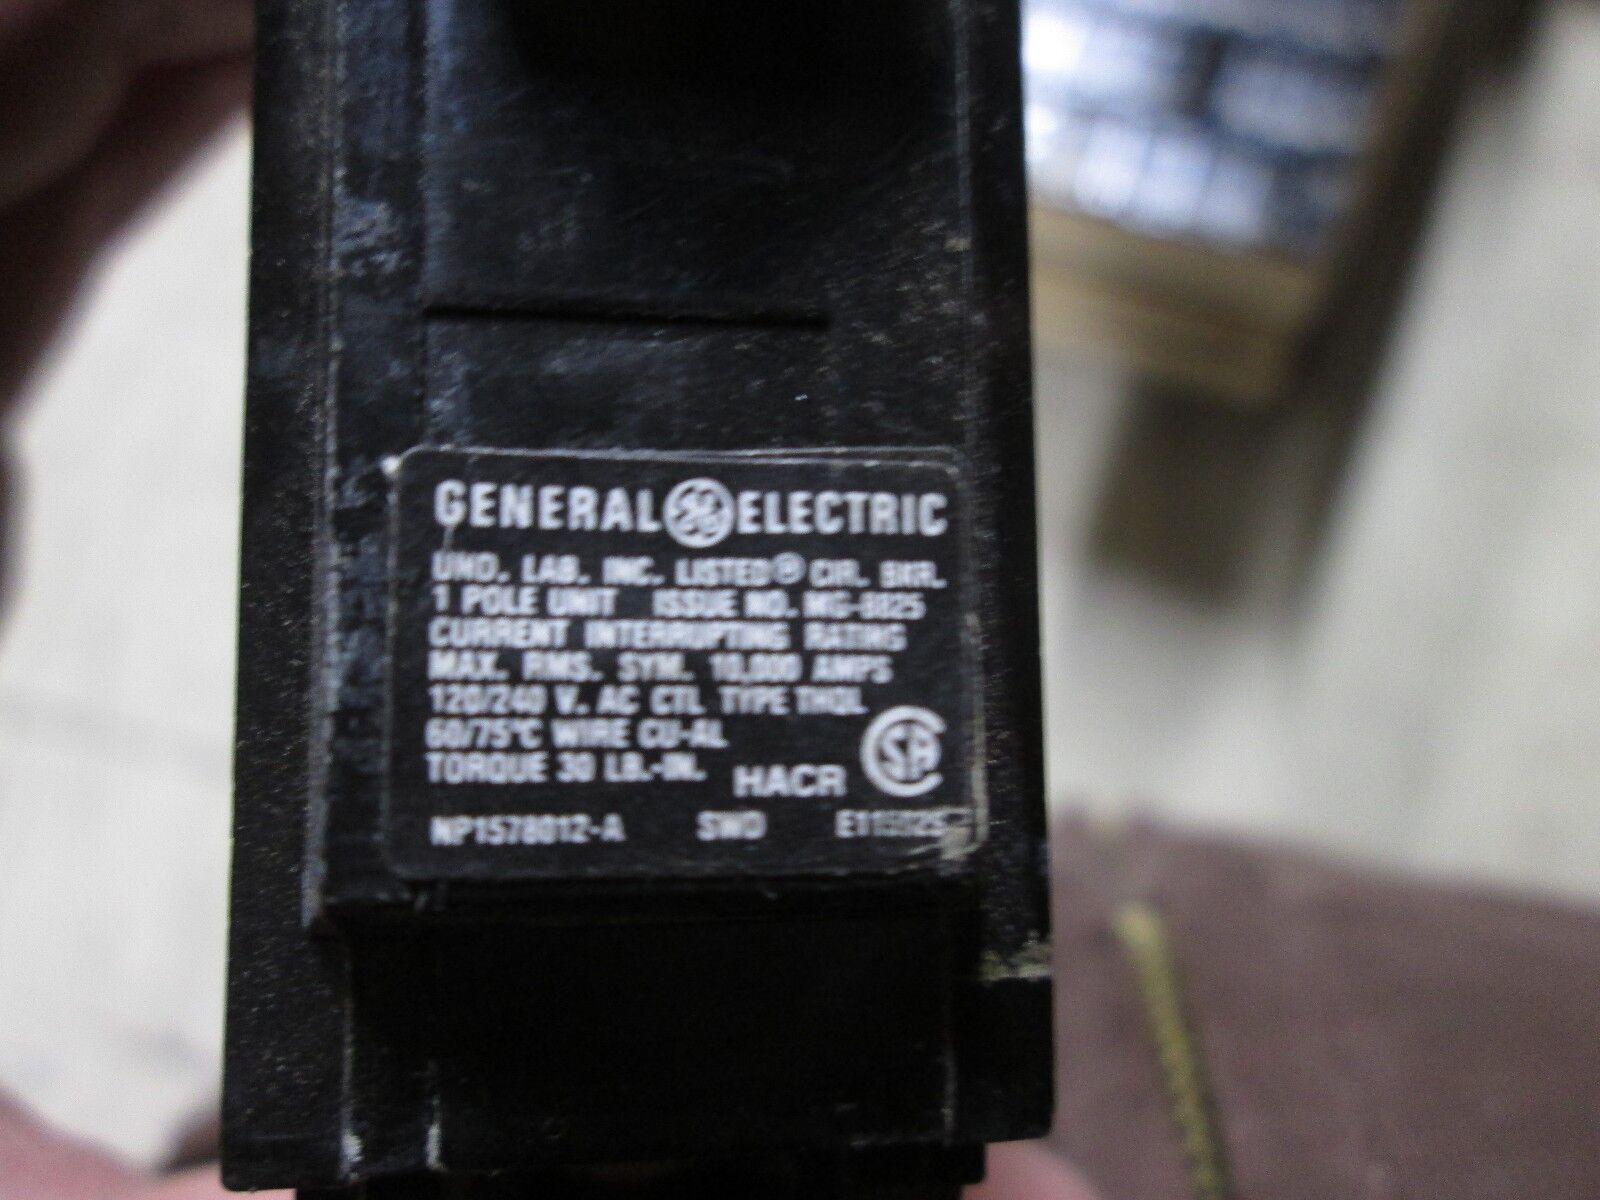 GENERAL GE ELECTRIC
UND. LAB. INC. LISTED® CIR. BKR.
1 POLE UNIT ISSUE NO. MG-8825
CURRENT INTERRUPTING RATING
MAX. RMS. SYM. 10,000 AMPS
120/240 V. AC CTL TYPE THQL
60/75°C WIRE CU-AL
TORQUE 30 LB.-IN. HACR SA
NP1578012-A SWD